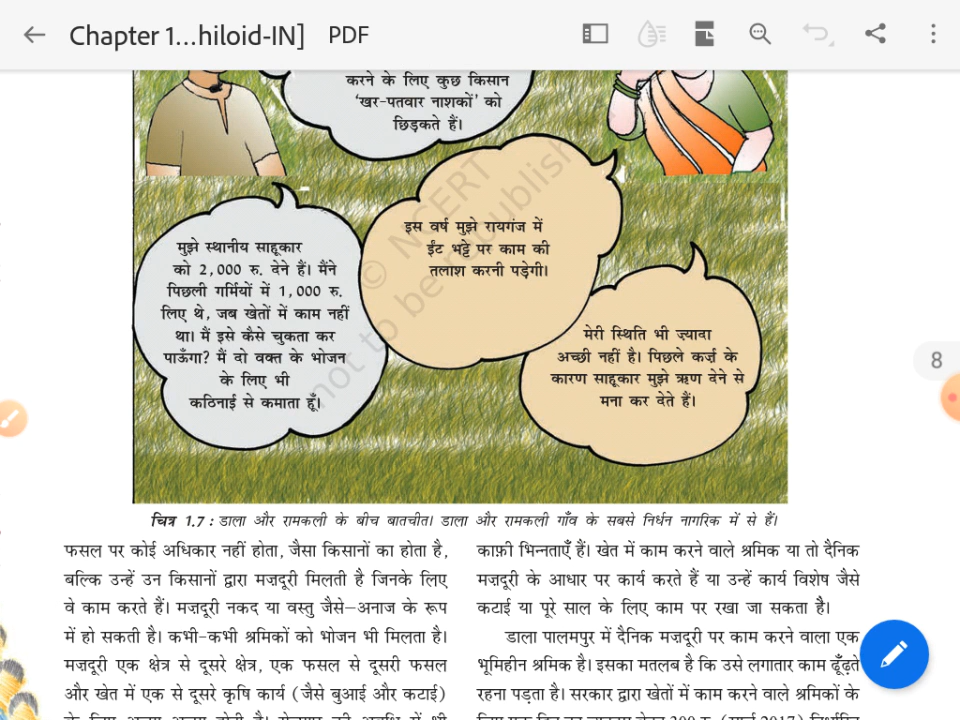 Chapter 1...hiloid-IN] PDF
करने के लिए कुछ किसान
‘खर-पतवार नाशकों’ को
छिड़कते हैं।
इस वर्ष मुझे रायगंज में
ईंट भट्टे पर काम की
तलाश करनी पड़ेगी।
मुझे स्थानीय साहूकार
को 2,000 रु. देने हैं। मैंने
पिछली गर्मियों में 1,000 रु.
लिए थे, जब खेतों में काम नहीं
था। मैं इसे कैसे चुकता कर
पाऊँगा? मैं दो वक्त के भोजन
के लिए भी
कठिनाई से कमाता हूँ।
मेरी स्थिति भी ज़्यादा
अच्छी नहीं है। पिछले कर्ज़ के
कारण साहूकार मुझे ऋण देने से
मना कर देते हैं।
© NCERT
not to be republish
8
चित्र 1.7 : डाला और रामकली के बीच बातचीत। डाला और रामकली गाँव के सबसे निर्धन नागरिक में से हैं।
फसल पर कोई अधिकार नहीं होता, जैसा किसानों का होता है,
बल्कि उन्हें उन किसानों द्वारा मज़दूरी मिलती है जिनके लिए
वे काम करते हैं। मज़दूरी नकद या वस्तु जैसे–अनाज के रूप
में हो सकती है। कभी-कभी श्रमिकों को भोजन भी मिलता है।
मज़दूरी एक क्षेत्र से दूसरे क्षेत्र, एक फसल से दूसरी फसल
और खेत में एक से दूसरे कृषि कार्य (जैसे बुआई और कटाई)
काफ़ी भिन्नताएँ हैं। खेत में काम करने वाले श्रमिक या तो दैनिक
मज़दूरी के आधार पर कार्य करते हैं या उन्हें कार्य विशेष जैसे
कटाई या पूरे साल के लिए काम पर रखा जा सकता है।
डाला पालमपुर में दैनिक मज़दूरी पर काम करने वाला एक
भूमिहीन श्रमिक है। इसका मतलब है कि उसे लगातार काम ढूँढ़ते
रहना पड़ता है। सरकार द्वारा खेतों में काम करने वाले श्रमिकों के